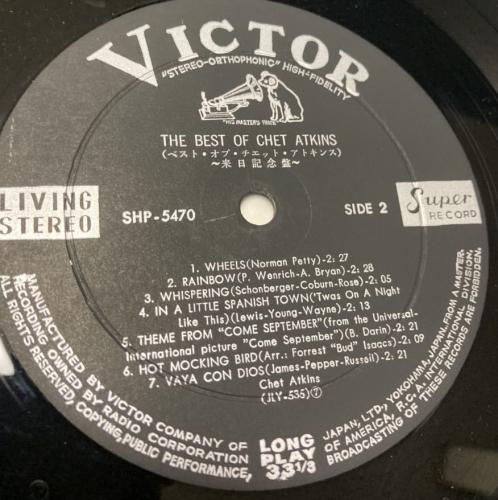 VICTOR
"STEREO-ORTHOPHONIC" HIGH-FIDELITY
"HIS MASTER'S VOICE"
THE BEST OF CHET ATKINS
(ベスト・オブ・チェット・アトキンス)
～来日記念盤～
LIVING
STEREO
SHP-5470
SIDE 2
Super
RECORD
1. WHEELS(Norman Petty)-2: 27
2. RAINBOW(P. Wenrich-A. Bryan)-2: 28
3. WHISPERING(Schonberger-Coburn-Rose)-2: 05
4. IN A LITTLE SPANISH TOWN('Twas On A Night
Like This)(Lewis-Young-Wayne)-2: 13
5. THEME FROM "COME SEPTEMBER"(from the Universal-
International picture "Come September")(B. Darin)-2: 21
6. HOT MOCKING BIRD(Arr.: Forrest "Bud" Isaacs)-2: 09
7. VAYA CON DIOS(James-Pepper-Russell)-2: 21
Chet Atkins
(JLY-535)⑦
LONG
PLAY
33 1/3
MANUFACTURED BY VICTOR COMPANY OF JAPAN, LTD., YOKOHAMA, JAPAN, FROM A MASTER
RECORDING OWNED BY RADIO CORPORATION OF AMERICA, R.C.A. INTERNATIONAL DIVISION.
ALL RIGHTS RESERVED, COPYING, PUBLIC PERFORMANCE, BROADCASTING OF THESE RECORDS ARE FORBIDDEN.